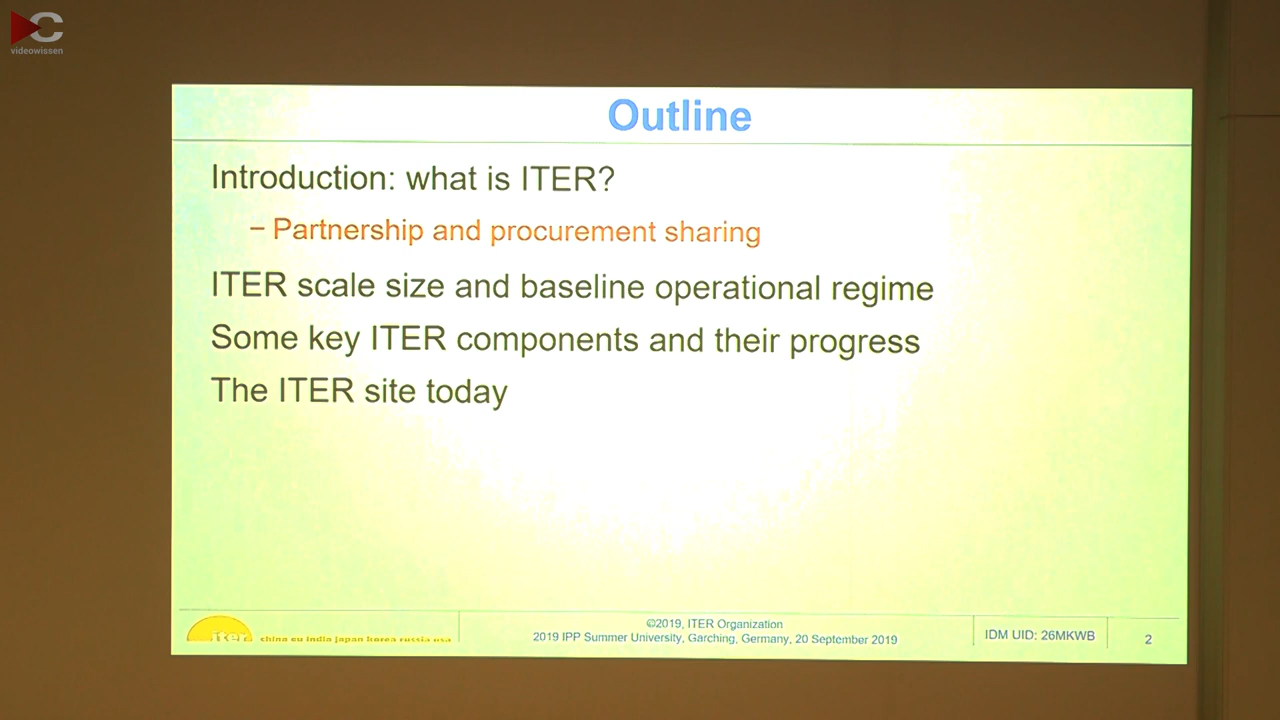 videowissen
Outline
Introduction: what is ITER?
– Partnership and procurement sharing
ITER scale size and baseline operational regime
Some key ITER components and their progress
The ITER site today
iter
china eu india japan korea russia usa
©2019, ITER Organization
2019 IPP Summer University, Garching, Germany, 20 September 2019
IDM UID: 26MKWB
2